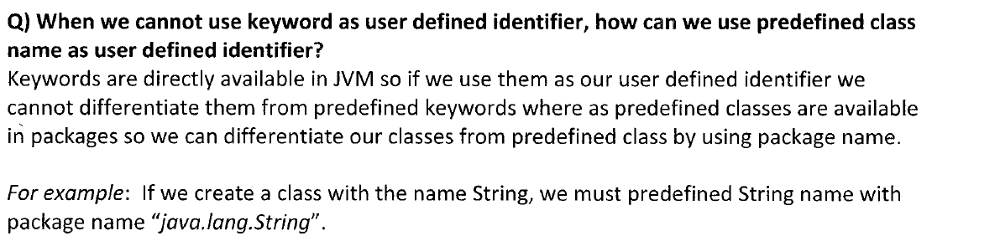 Q) When we cannot use keyword as user defined identifier, how can we use predefined class
name as user defined identifier?
Keywords are directly available in JVM so if we use them as our user defined identifier we
cannot differentiate them from predefined keywords where as predefined classes are available
in packages so we can differentiate our classes from predefined class by using package name.
For example: If we create a class with the name String, we must predefined String name with
package name “java.lang.String”.